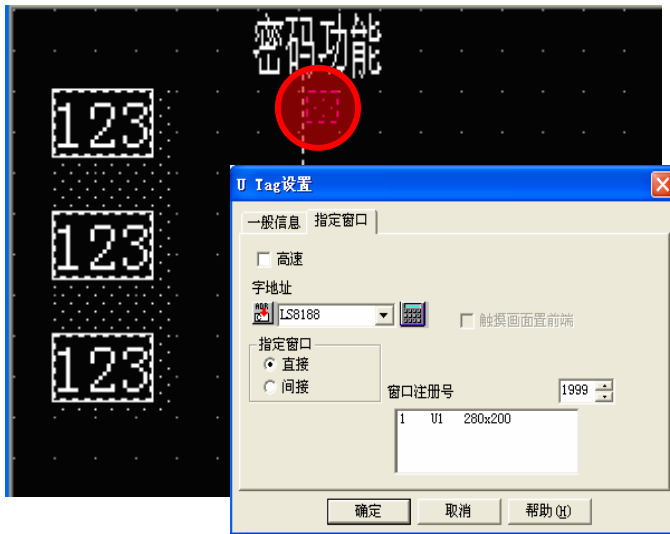 密码功能
123
123
123
U Tag设置
一般信息 指定窗口
高速
字地址
ADR
LS8188
触摸画面置前端
指定窗口
直接
间接
窗口注册号
1999
1 U1 280x200
确定 取消 帮助(H)